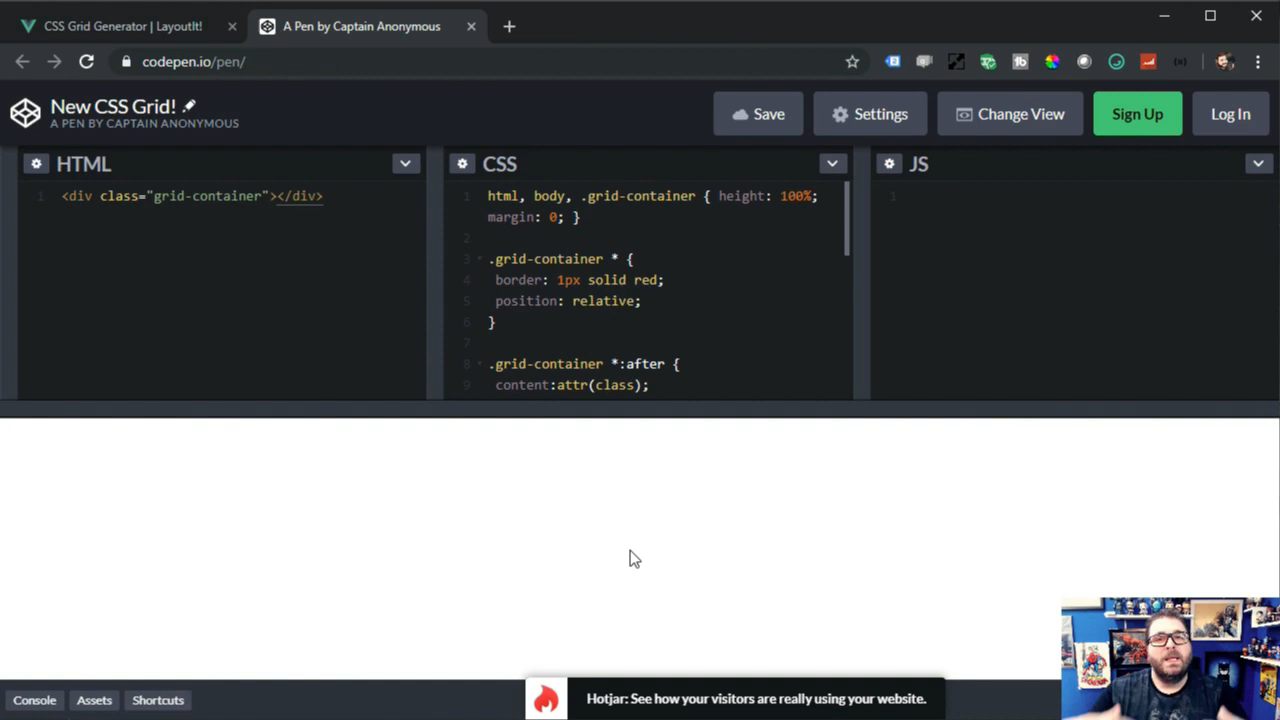 CSS Grid Generator | LayoutIt!
A Pen by Captain Anonymous
codepen.io/pen/
New CSS Grid!
A PEN BY CAPTAIN ANONYMOUS
Save
Settings
Change View
Sign Up
Log In
HTML
1 <div class="grid-container"></div>
CSS
1 html, body, .grid-container { height: 100%;
margin: 0; }
2
3 .grid-container * {
4 border: 1px solid red;
5 position: relative;
6 }
7
8 .grid-container *:after {
9 content:attr(class);
JS
1
Console
Assets
Shortcuts
Hotjar: See how your visitors are really using your website.